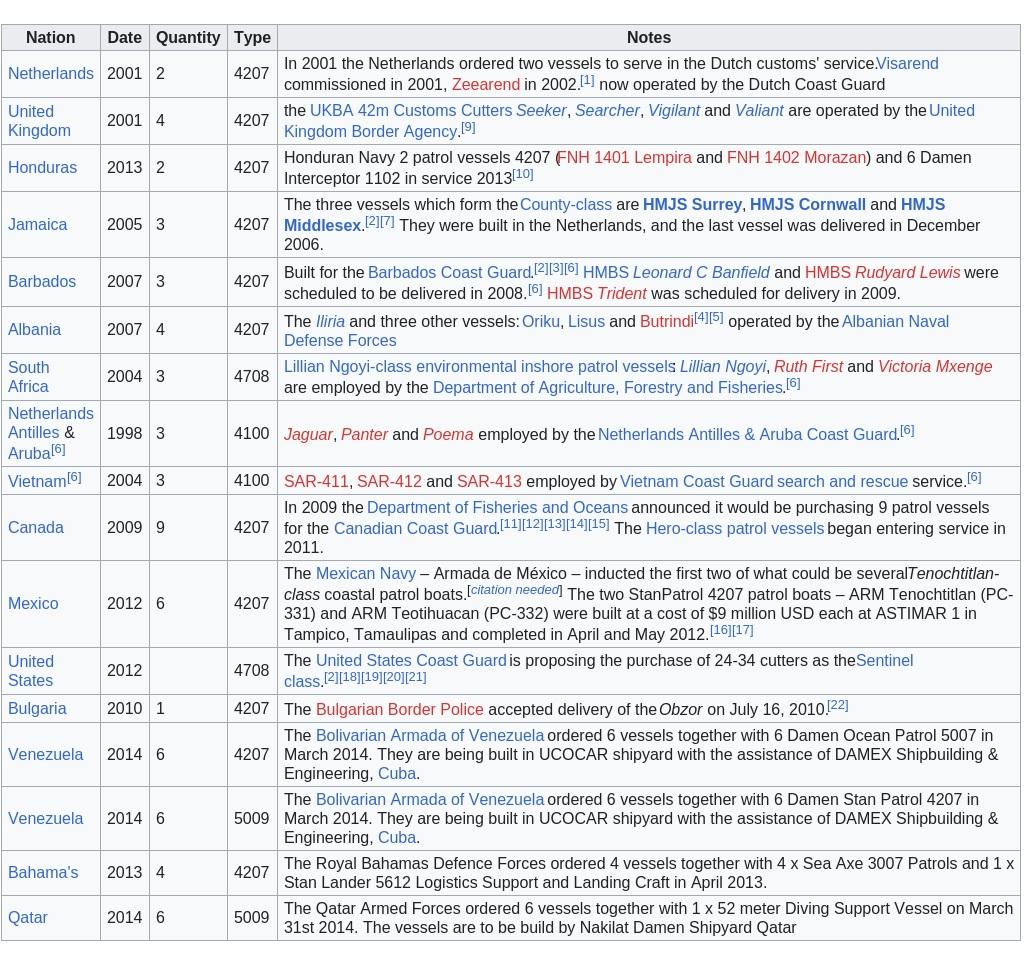 Nation Date Quantity Type Notes
Netherlands 2001 2 4207 In 2001 the Netherlands ordered two vessels to serve in the Dutch customs' service. Visarend
commissioned in 2001, Zeearend in 2002.[1] now operated by the Dutch Coast Guard
United Kingdom 2001 4 4207 the UKBA 42m Customs Cutters Seeker, Searcher, Vigilant and Valiant are operated by the United
Kingdom Border Agency.[9]
Honduras 2013 2 4207 Honduran Navy 2 patrol vessels 4207 (FNH 1401 Lempira and FNH 1402 Morazan) and 6 Damen
Interceptor 1102 in service 2013[10]
Jamaica 2005 3 4207 The three vessels which form the County-class are HMJS Surrey, HMJS Cornwall and HMJS
Middlesex.[2][7] They were built in the Netherlands, and the last vessel was delivered in December
2006.
Barbados 2007 3 4207 Built for the Barbados Coast Guard.[2][3][6] HMBS Leonard C Banfield and HMBS Rudyard Lewis were
scheduled to be delivered in 2008.[6] HMBS Trident was scheduled for delivery in 2009.
Albania 2007 4 4207 The Iliria and three other vessels: Oriku, Lisus and Butrindi[4][5] operated by the Albanian Naval
Defense Forces
South Africa 2004 3 4708 Lillian Ngoyi-class environmental inshore patrol vessels: Lillian Ngoyi, Ruth First and Victoria Mxenge
are employed by the Department of Agriculture, Forestry and Fisheries.[6]
Netherlands Antilles & Aruba[6] 1998 3 4100 Jaguar, Panter and Poema employed by the Netherlands Antilles & Aruba Coast Guard.[6]
Vietnam[6] 2004 3 4100 SAR-411, SAR-412 and SAR-413 employed by Vietnam Coast Guard search and rescue service.[6]
Canada 2009 9 4207 In 2009 the Department of Fisheries and Oceans announced it would be purchasing 9 patrol vessels
for the Canadian Coast Guard.[11][12][13][14][15] The Hero-class patrol vessels began entering service in
2011.
Mexico 2012 6 4207 The Mexican Navy – Armada de México – inducted the first two of what could be several Tenochtitlan-
class coastal patrol boats.[citation needed] The two StanPatrol 4207 patrol boats – ARM Tenochtitlan (PC-
331) and ARM Teotihuacan (PC-332) were built at a cost of $9 million USD each at ASTIMAR 1 in
Tampico, Tamaulipas and completed in April and May 2012.[16][17]
United States 2012 4708 The United States Coast Guard is proposing the purchase of 24-34 cutters as the Sentinel
class.[2][18][19][20][21]
Bulgaria 2010 1 4207 The Bulgarian Border Police accepted delivery of the Obzor on July 16, 2010.[22]
Venezuela 2014 6 4207 The Bolivarian Armada of Venezuela ordered 6 vessels together with 6 Damen Ocean Patrol 5007 in
March 2014. They are being built in UCOCAR shipyard with the assistance of DAMEX Shipbuilding &
Engineering, Cuba.
Venezuela 2014 6 5009 The Bolivarian Armada of Venezuela ordered 6 vessels together with 6 Damen Stan Patrol 4207 in
March 2014. They are being built in UCOCAR shipyard with the assistance of DAMEX Shipbuilding &
Engineering, Cuba.
Bahama's 2013 4 4207 The Royal Bahamas Defence Forces ordered 4 vessels together with 4 x Sea Axe 3007 Patrols and 1 x
Stan Lander 5612 Logistics Support and Landing Craft in April 2013.
Qatar 2014 6 5009 The Qatar Armed Forces ordered 6 vessels together with 1 x 52 meter Diving Support Vessel on March
31st 2014. The vessels are to be build by Nakilat Damen Shipyard Qatar